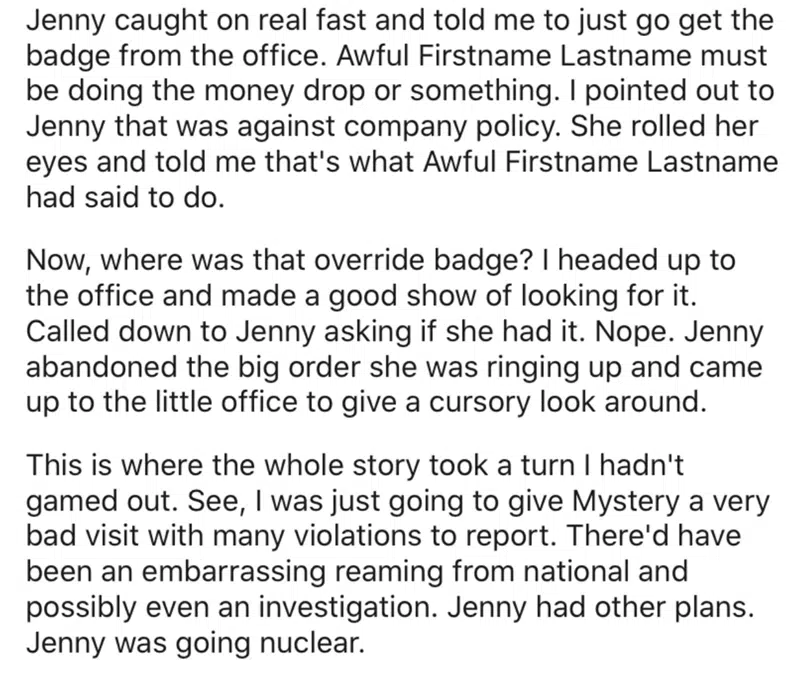 Jenny caught on real fast and told me to just go get the
badge from the office. Awful Firstname Lastname must
be doing the money drop or something. I pointed out to
Jenny that was against company policy. She rolled her
eyes and told me that's what Awful Firstname Lastname
had said to do.
Now, where was that override badge? I headed up to
the office and made a good show of looking for it.
Called down to Jenny asking if she had it. Nope. Jenny
abandoned the big order she was ringing up and came
up to the little office to give a cursory look around.
This is where the whole story took a turn I hadn't
gamed out. See, I was just going to give Mystery a very
bad visit with many violations to report. There'd have
been an embarrassing reaming from national and
possibly even an investigation. Jenny had other plans.
Jenny was going nuclear.